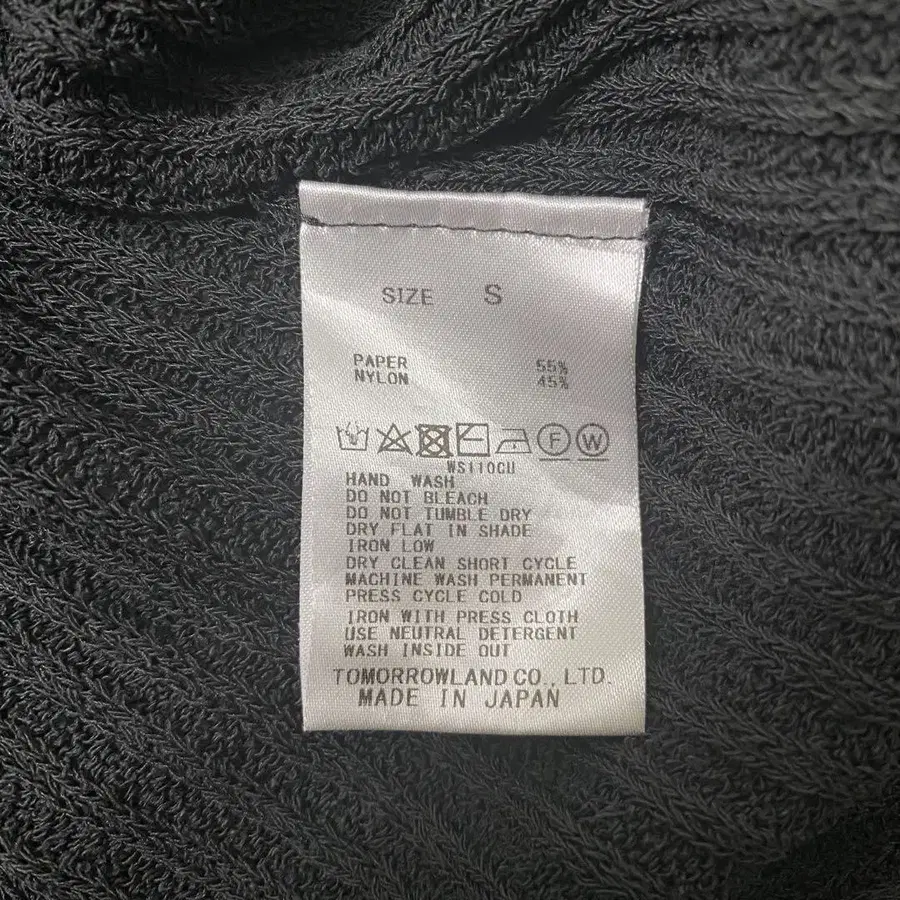 SIZE S
PAPER 55%
NYLON 45%
F W
WS110CU
HAND WASH
DO NOT BLEACH
DO NOT TUMBLE DRY
DRY FLAT IN SHADE
IRON LOW
DRY CLEAN SHORT CYCLE
MACHINE WASH PERMANENT
PRESS CYCLE COLD
IRON WITH PRESS CLOTH
USE NEUTRAL DETERGENT
WASH INSIDE OUT
TOMORROWLAND CO., LTD.
MADE IN JAPAN